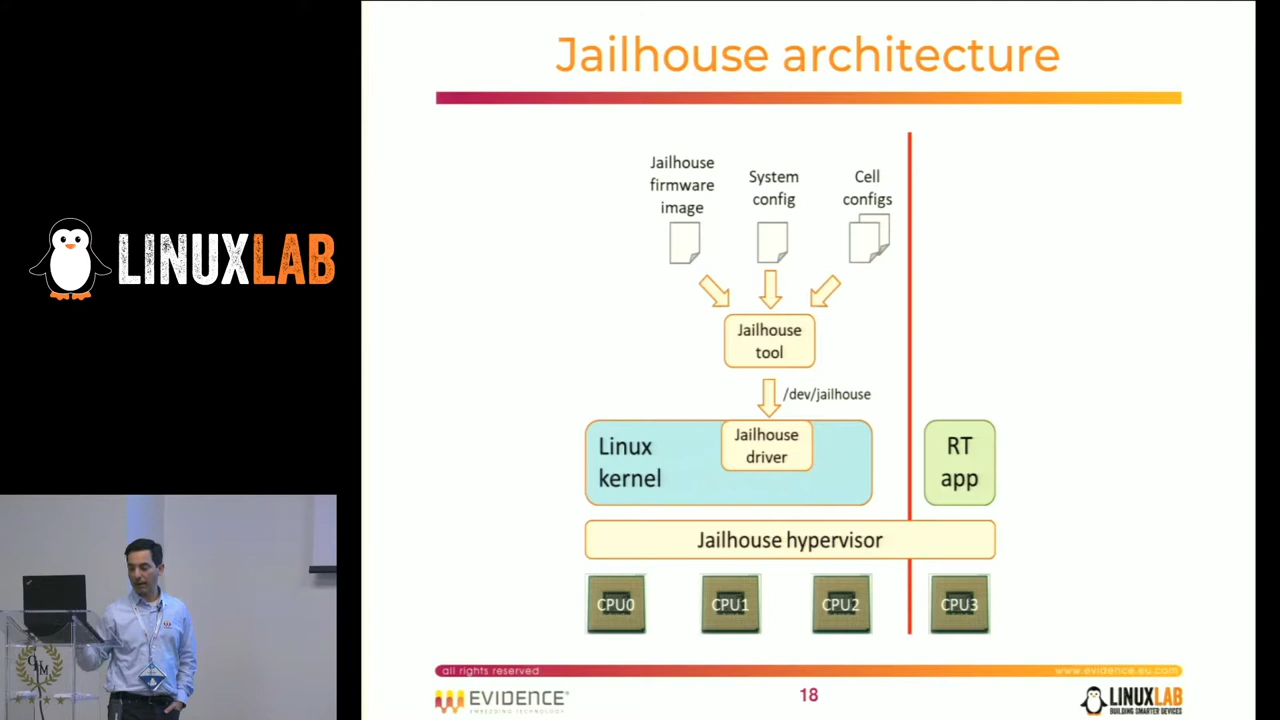 Jailhouse architecture
Jailhouse
firmware
image
System
config
Cell
configs
Jailhouse
tool
/dev/jailhouse
Linux
kernel
Jailhouse
driver
RT
app
Jailhouse hypervisor
CPU0
CPU1
CPU2
CPU3
all rights reserved
www.evidence.eu.com
EVIDENCE
EMBEDDING TECHNOLOGY
18
LINUXLAB
BUILDING SMARTER DEVICES
LINUXLAB